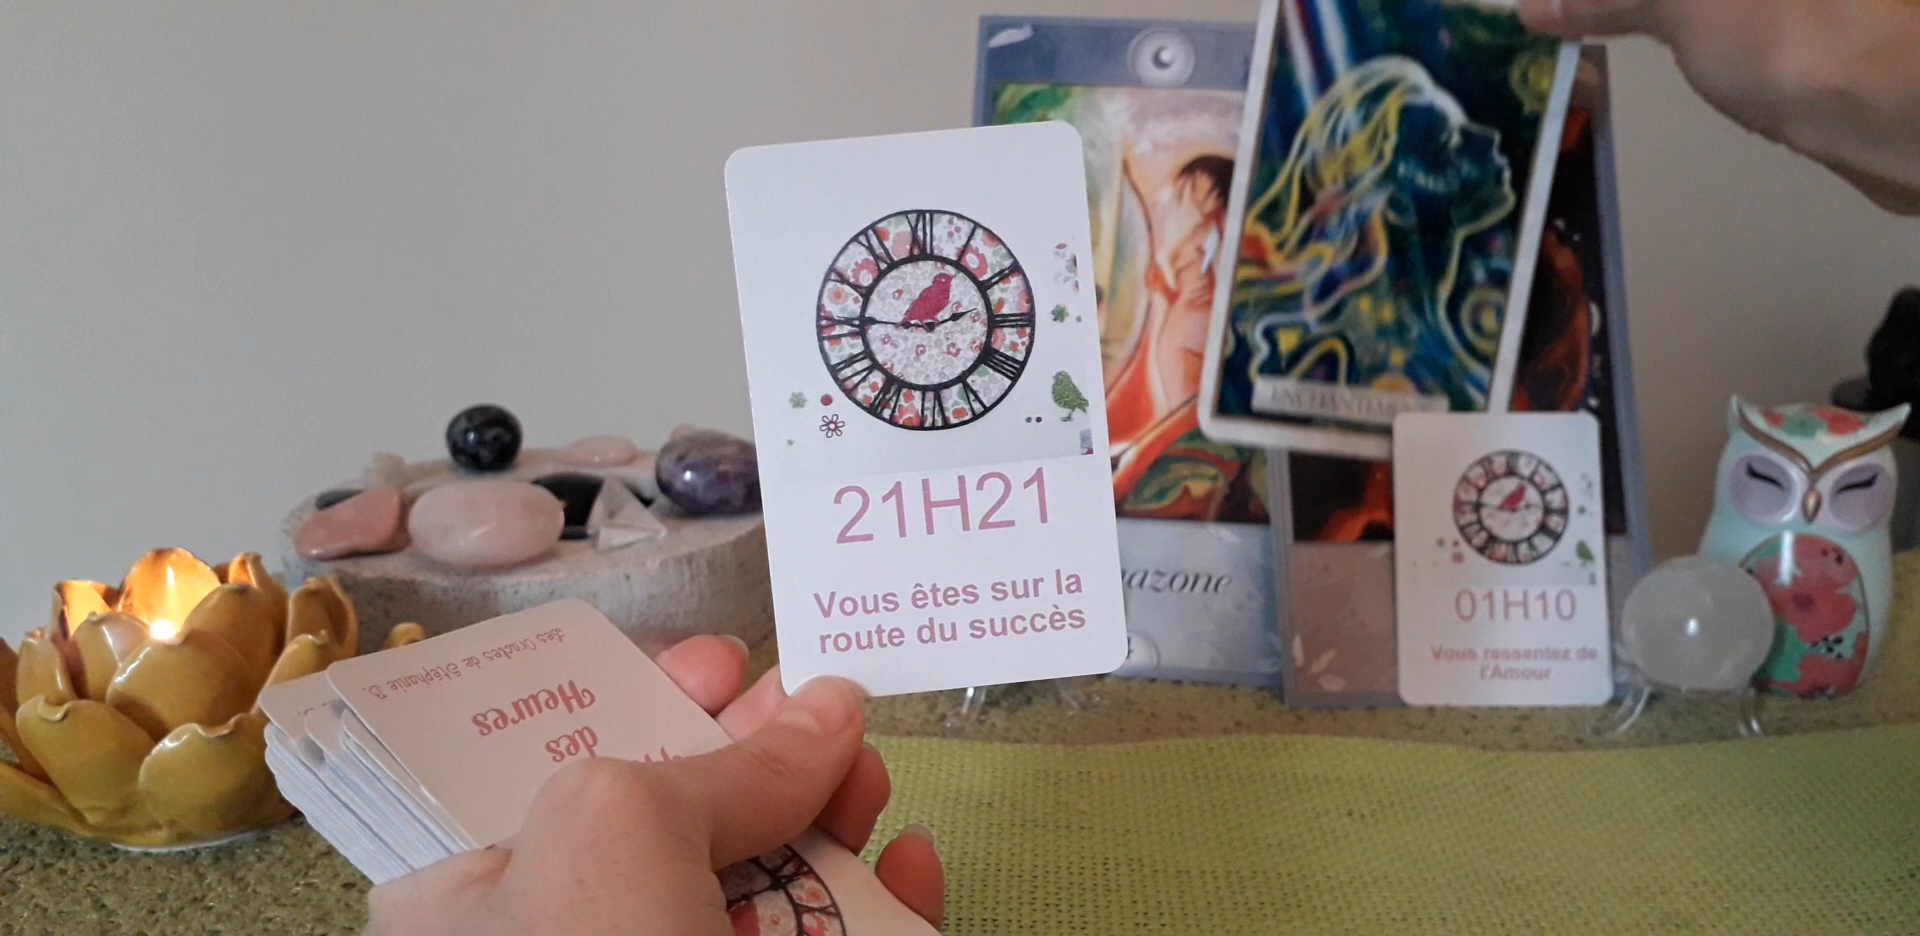 21H21
Vous êtes sur la
route du succès
des Oracles de Stéphanie B.
Heures
des
ENCHANTEMENT
azone
01H10
Vous ressentez de
l'Amour